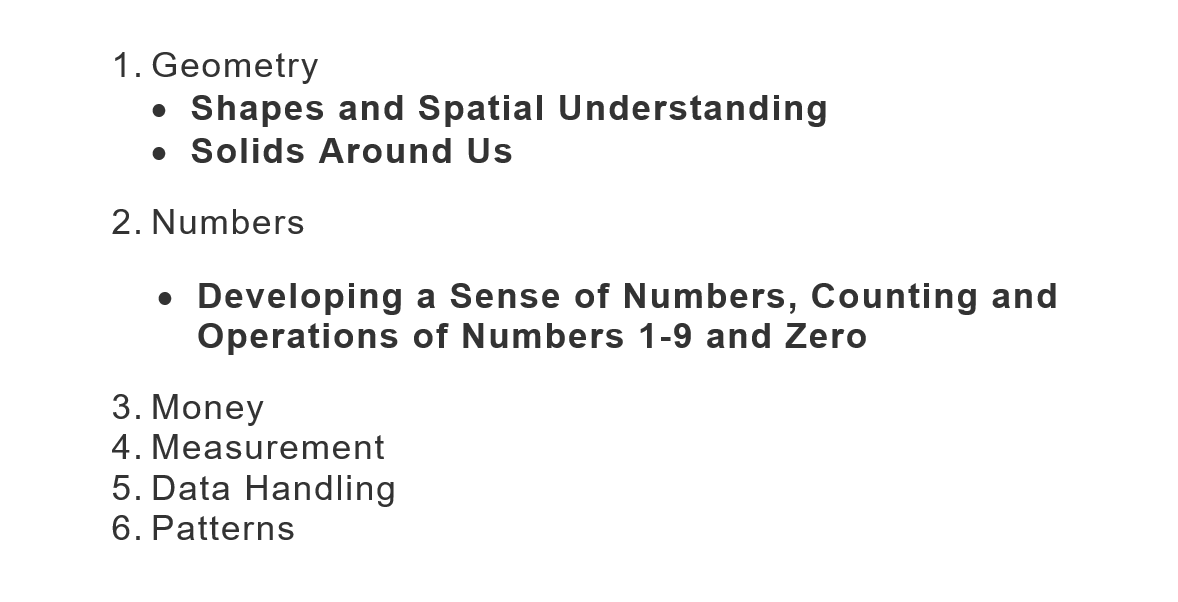 1. Geometry
• Shapes and Spatial Understanding
• Solids Around Us
2. Numbers
• Developing a Sense of Numbers, Counting and
Operations of Numbers 1-9 and Zero
3. Money
4. Measurement
5. Data Handling
6. Patterns